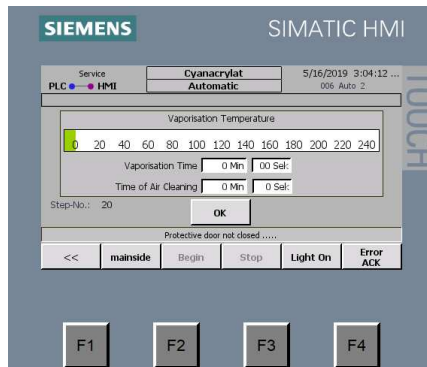 SIEMENS SIMATIC HMI
TOUCH
Service Cyanacrylat 5/16/2019 3:04:12 ...
PLC HMI Automatic 006 Auto 2
Vaporisation Temperature
0 20 40 60 80 100 120 140 160 180 200 220 240
Vaporisation Time 0 Min 00 Sek
Time of Air Cleaning 0 Min 0 Sek
Step-No.: 20 OK
Protective door not closed .....
<< mainside Begin Stop Light On Error ACK
F1 F2 F3 F4